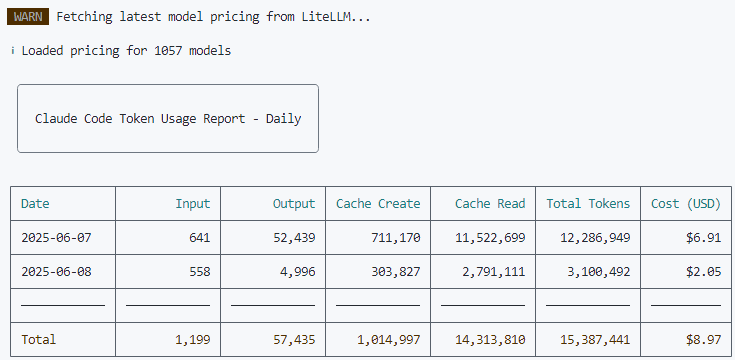 WARN Fetching latest model pricing from LiteLLM...
i Loaded pricing for 1057 models
Claude Code Token Usage Report - Daily
Date Input Output Cache Create Cache Read Total Tokens Cost (USD)
2025-06-07 641 52,439 711,170 11,522,699 12,286,949 $6.91
2025-06-08 558 4,996 303,827 2,791,111 3,100,492 $2.05
Total 1,199 57,435 1,014,997 14,313,810 15,387,441 $8.97